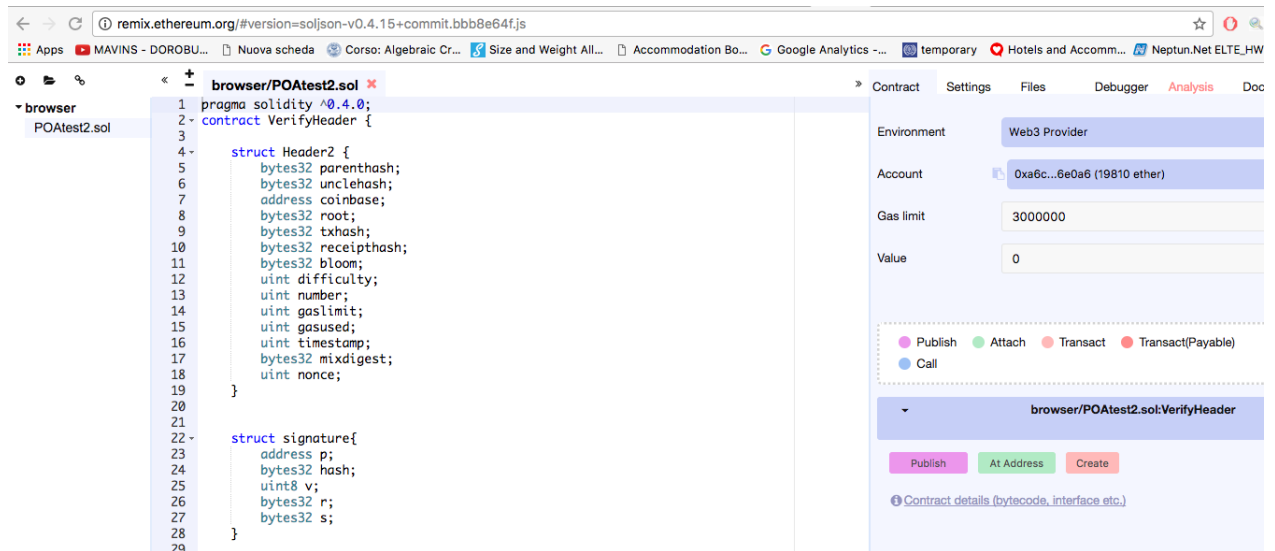 remix.ethereum.org/#version=soljson-v0.4.15+commit.bbb8e64f.js
Apps MAVINS - DOROBU... Nuova scheda Corso: Algebraic Cr... Size and Weight All... Accommodation Bo... Google Analytics -... temporary Hotels and Accomm... Neptun.Net ELTE_HW
browser
POAtest2.sol
browser/POAtest2.sol
1 pragma solidity ^0.4.0;
2 contract VerifyHeader {
3
4 struct Header2 {
5 bytes32 parenthash;
6 bytes32 unclehash;
7 address coinbase;
8 bytes32 root;
9 bytes32 txhash;
10 bytes32 receipthash;
11 bytes32 bloom;
12 uint difficulty;
13 uint number;
14 uint gaslimit;
15 uint gasused;
16 uint timestamp;
17 bytes32 mixdigest;
18 uint nonce;
19 }
20
21
22 struct signature{
23 address p;
24 bytes32 hash;
25 uint8 v;
26 bytes32 r;
27 bytes32 s;
28 }
29
Contract Settings Files Debugger Analysis Doc
Environment Web3 Provider
Account 0xa6c...6e0a6 (19810 ether)
Gas limit 3000000
Value 0
Publish Attach Transact Transact(Payable)
Call
browser/POAtest2.sol:VerifyHeader
Publish At Address Create
Contract details (bytecode, interface etc.)